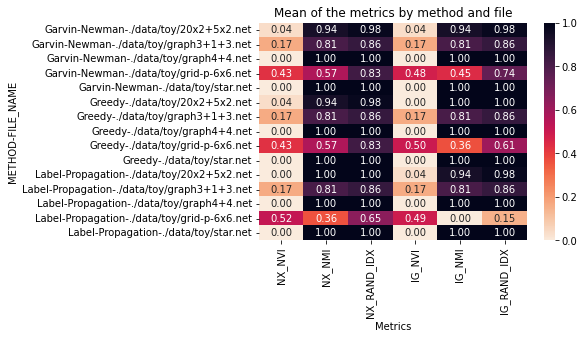 Mean of the metrics by method and file
METHOD-FILE_NAME
Garvin-Newman-./data/toy/20x2+5x2.net 0.04 0.94 0.98 0.04 0.94 0.98
Garvin-Newman-./data/toy/graph3+1+3.net 0.17 0.81 0.86 0.17 0.81 0.86
Garvin-Newman-./data/toy/graph4+4.net 0.00 1.00 1.00 0.00 1.00 1.00
Garvin-Newman-./data/toy/grid-p-6x6.net 0.43 0.57 0.83 0.48 0.45 0.74
Garvin-Newman-./data/toy/star.net 0.00 1.00 1.00 0.00 1.00 1.00
Greedy-./data/toy/20x2+5x2.net 0.04 0.94 0.98 0.00 1.00 1.00
Greedy-./data/toy/graph3+1+3.net 0.17 0.81 0.86 0.17 0.81 0.86
Greedy-./data/toy/graph4+4.net 0.00 1.00 1.00 0.00 1.00 1.00
Greedy-./data/toy/grid-p-6x6.net 0.43 0.57 0.83 0.50 0.36 0.61
Greedy-./data/toy/star.net 0.00 1.00 1.00 0.00 1.00 1.00
Label-Propagation-./data/toy/20x2+5x2.net 0.00 1.00 1.00 0.04 0.94 0.98
Label-Propagation-./data/toy/graph3+1+3.net 0.17 0.81 0.86 0.17 0.81 0.86
Label-Propagation-./data/toy/graph4+4.net 0.00 1.00 1.00 0.00 1.00 1.00
Label-Propagation-./data/toy/grid-p-6x6.net 0.52 0.36 0.65 0.49 0.00 0.15
Label-Propagation-./data/toy/star.net 0.00 1.00 1.00 0.00 1.00 1.00
NX_NVI NX_NMI NX_RAND_IDX IG_NVI IG_NMI IG_RAND_IDX
Metrics
1.0
0.8
0.6
0.4
0.2
0.0